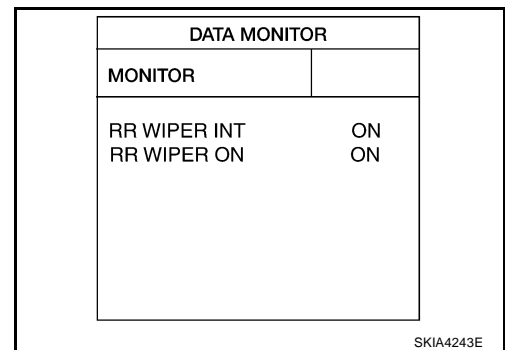 DATA MONITOR
MONITOR
RR WIPER INT ON
RR WIPER ON ON
SKIA4243E